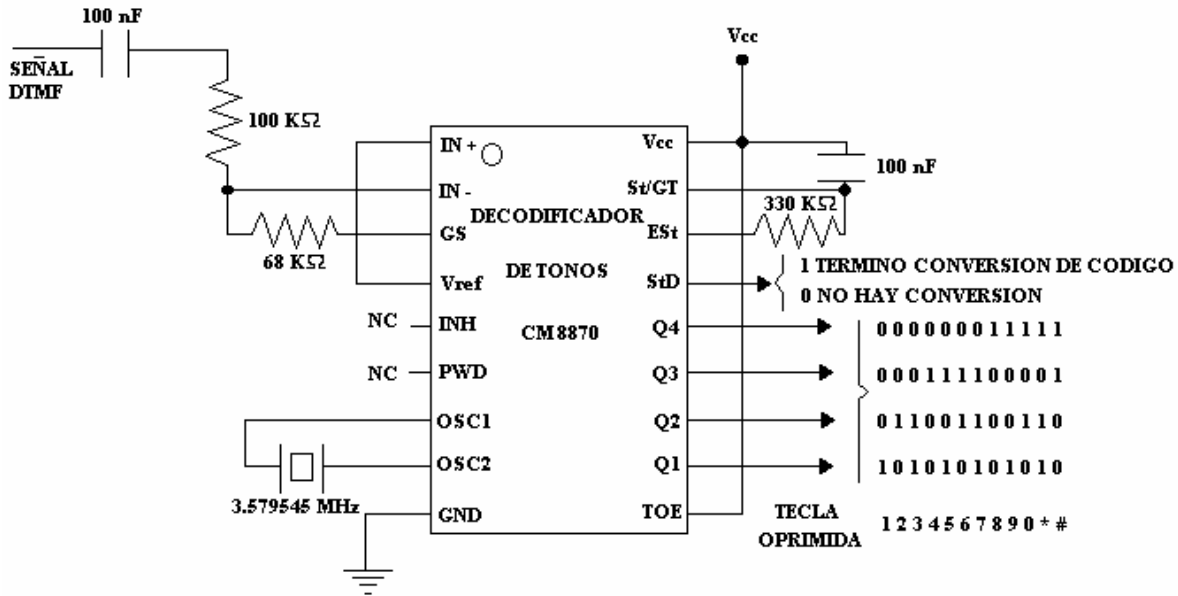 100 nF
SEÑAL
DTMF
100 KΩ
68 KΩ
Vcc
100 nF
330 KΩ
IN +
IN -
GS
Vref
INH
PWD
OSC1
OSC2
GND
NC
NC
3.579545 MHz
DECODIFICADOR
DE TONOS
CM8870
Vcc
St/GT
ESt
StD
Q4
Q3
Q2
Q1
TOE
1 TERMINO CONVERSION DE CODIGO
0 NO HAY CONVERSION
0 0 0 0 0 0 0 1 1 1 1 1
0 0 0 1 1 1 1 0 0 0 0 1
0 1 1 0 0 1 1 0 0 1 1 0
1 0 1 0 1 0 1 0 1 0 1 0
TECLA
OPRIMIDA
1 2 3 4 5 6 7 8 9 0 * #